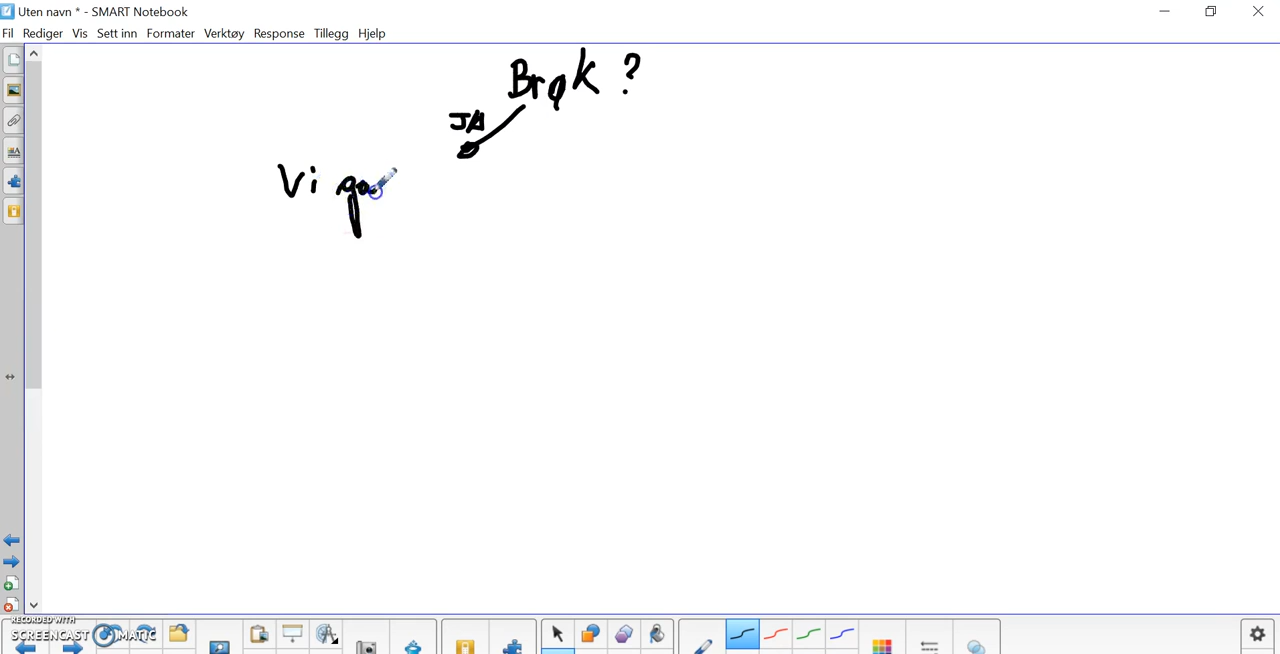 Uten navn * - SMART Notebook
Fil Rediger Vis Sett inn Formater Verktøy Response Tillegg Hjelp
Brøk ?
JA
Vi ga
RECORDED WITH
SCREENCAST MATIC